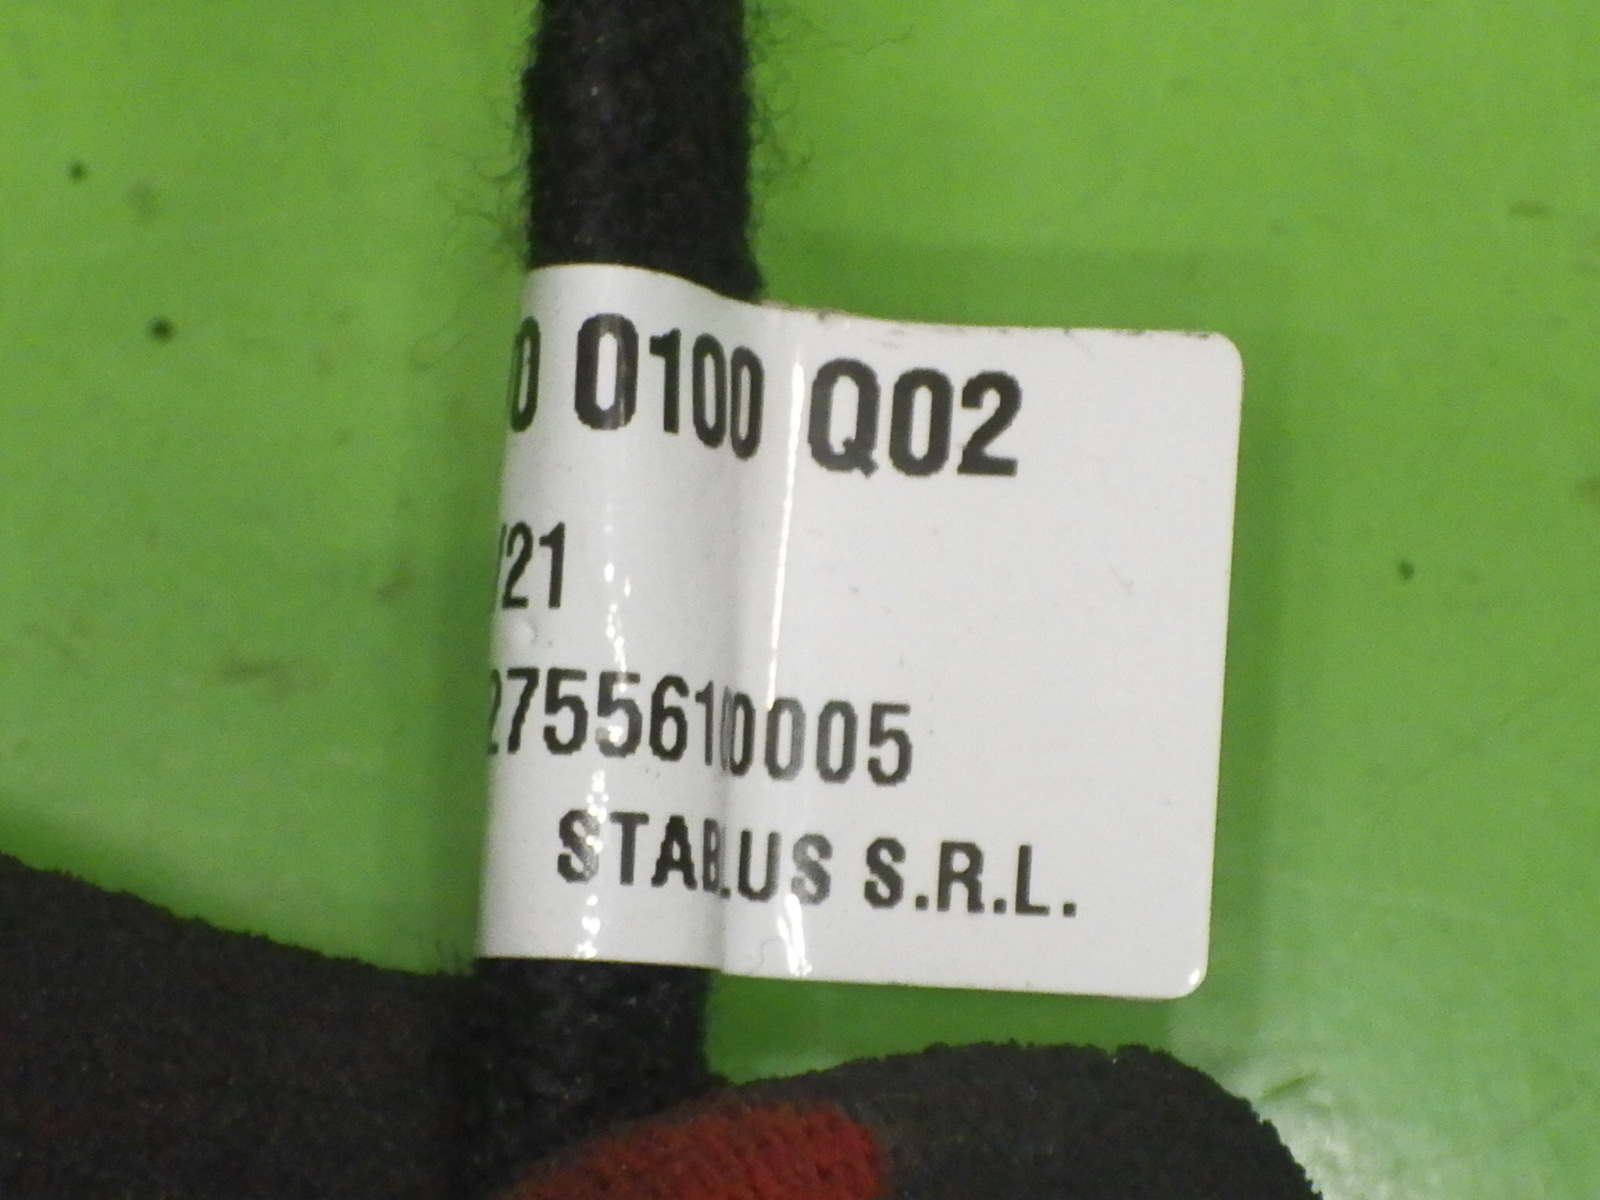 0 0100 Q02
/21
2755610005
STABLUS S.R.L.